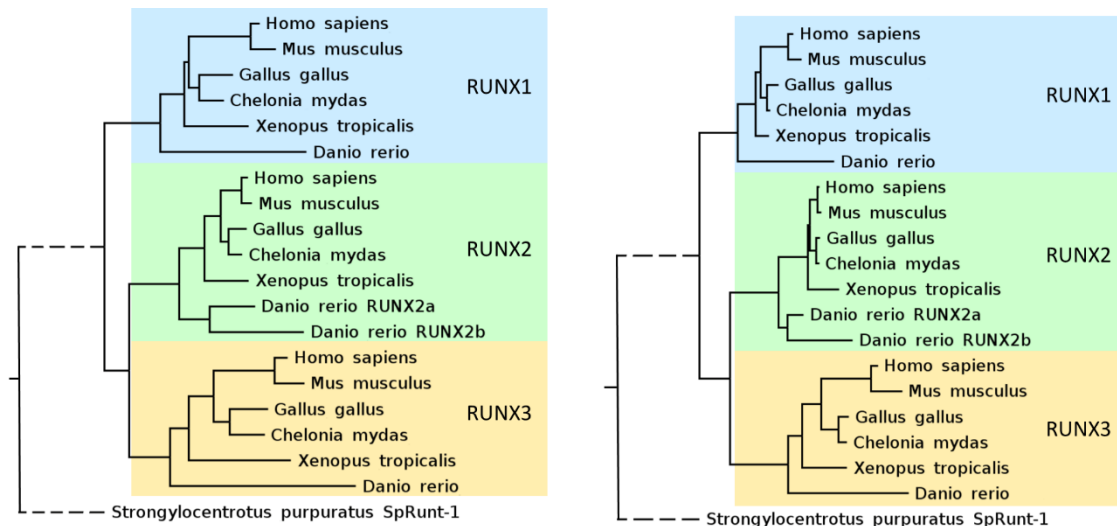 Homo sapiens
Mus musculus
Gallus gallus
RUNX1
Chelonia mydas
Xenopus tropicalis
Danio rerio
Homo sapiens
Mus musculus
Gallus gallus
RUNX2
Chelonia mydas
Xenopus tropicalis
Danio rerio RUNX2a
Danio rerio RUNX2b
Homo sapiens
Mus musculus
Gallus gallus
RUNX3
Chelonia mydas
Xenopus tropicalis
Danio rerio
Strongylocentrotus purpuratus SpRunt-1
Homo sapiens
Mus musculus
Gallus gallus
RUNX1
Chelonia mydas
Xenopus tropicalis
Danio rerio
Homo sapiens
Mus musculus
Gallus gallus
RUNX2
Chelonia mydas
Xenopus tropicalis
Danio rerio RUNX2a
Danio rerio RUNX2b
Homo sapiens
Mus musculus
Gallus gallus
RUNX3
Chelonia mydas
Xenopus tropicalis
Danio rerio
Strongylocentrotus purpuratus SpRunt-1